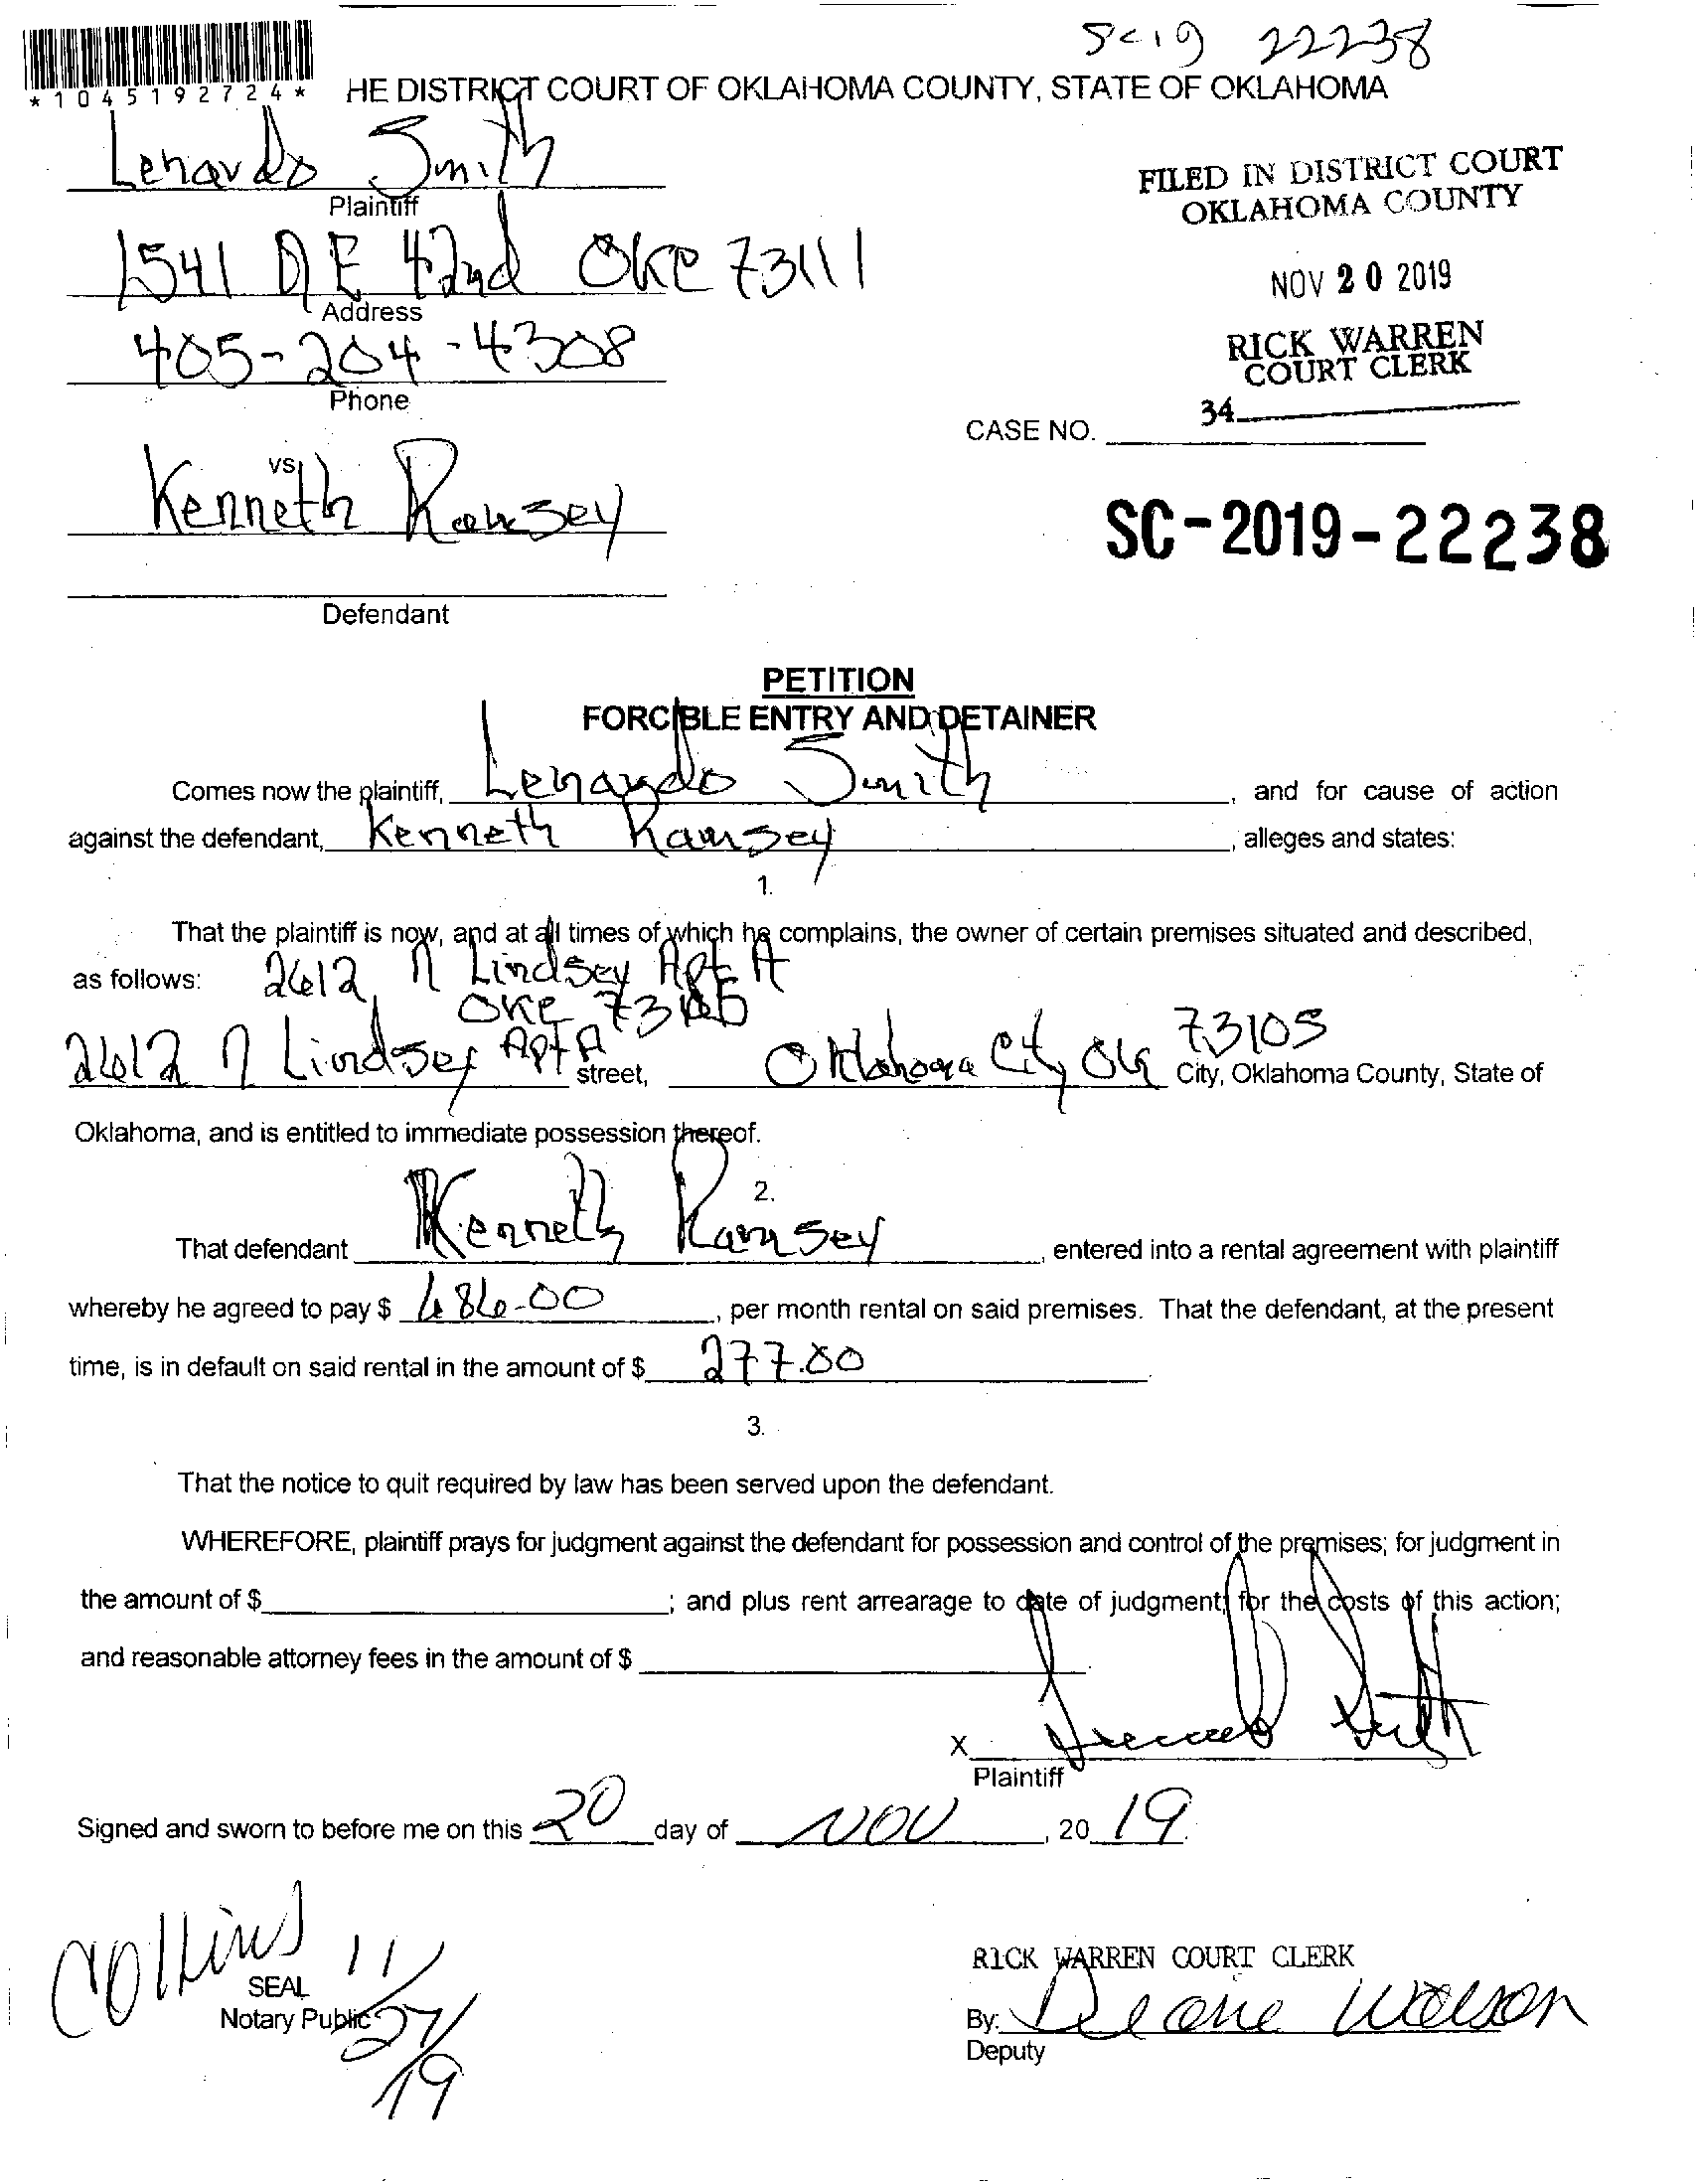 SC19 22238
*1045192724*
HE DISTRICT COURT OF OKLAHOMA COUNTY, STATE OF OKLAHOMA
Lenardo Smith
Plaintiff
FILED IN DISTRICT COURT
OKLAHOMA COUNTY
1541 NE 42nd OKC 73111
Address
NOV 20 2019
405-204-4308
Phone
RICK WARREN
COURT CLERK
34
CASE NO.
vs
Kenneth Ramsey
SC-2019-22238
Defendant
PETITION
FORCIBLE ENTRY AND DETAINER
Comes now the plaintiff, Lenardo Smith, and for cause of action
against the defendant, Kenneth Ramsey, alleges and states:
1.
That the plaintiff is now, and at all times of which he complains, the owner of certain premises situated and described,
as follows: 2612 N Lindsey Apt A
OKC 73105
2612 N Lindsey Apt A street, Oklahoma City Ok 73105 City, Oklahoma County, State of
Oklahoma, and is entitled to immediate possession thereof.
2.
That defendant Kenneth Ramsey, entered into a rental agreement with plaintiff
whereby he agreed to pay $ 686.00, per month rental on said premises. That the defendant, at the present
time, is in default on said rental in the amount of $ 277.00
3.
That the notice to quit required by law has been served upon the defendant.
WHEREFORE, plaintiff prays for judgment against the defendant for possession and control of the premises; for judgment in
the amount of $ ; and plus rent arrearage to date of judgment; for the costs of this action;
and reasonable attorney fees in the amount of $ .
X
Plaintiff
Signed and sworn to before me on this 20 day of NOV, 20 19.
Collins 11/27/19
SEAL
Notary Public
RICK WARREN COURT CLERK
By:
Deputy